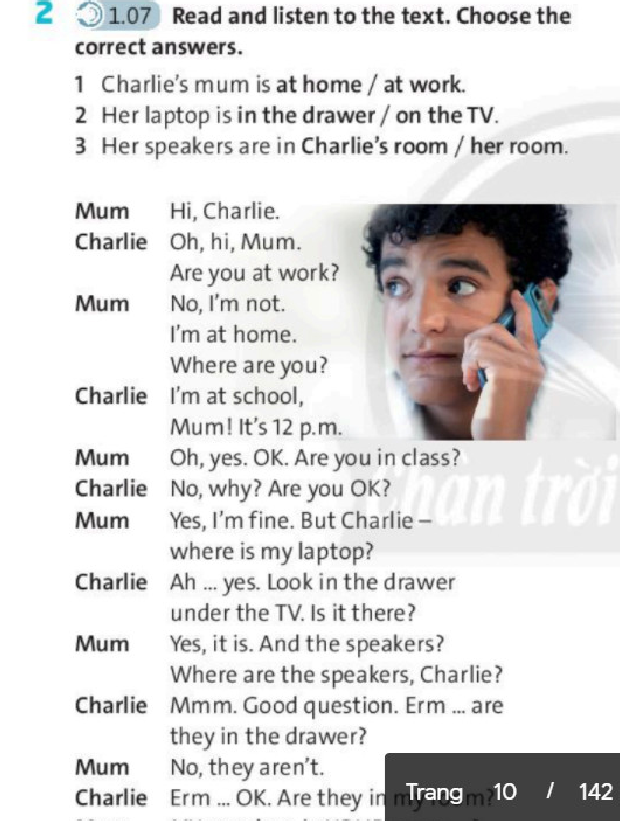 2 1.07 Read and listen to the text. Choose the
correct answers.
1 Charlie's mum is at home / at work.
2 Her laptop is in the drawer / on the TV.
3 Her speakers are in Charlie's room / her room.
Mum Hi, Charlie.
Charlie Oh, hi, Mum.
Are you at work?
Mum No, I'm not.
I'm at home.
Where are you?
Charlie I'm at school,
Mum! It's 12 p.m.
Mum Oh, yes. OK. Are you in class?
Charlie No, why? Are you OK?
Mum Yes, I'm fine. But Charlie –
where is my laptop?
Charlie Ah ... yes. Look in the drawer
under the TV. Is it there?
Mum Yes, it is. And the speakers?
Where are the speakers, Charlie?
Charlie Mmm. Good question. Erm ... are
they in the drawer?
Mum No, they aren't.
Charlie Erm ... OK. Are they in my room?
Chân trời
Trang 10 / 142